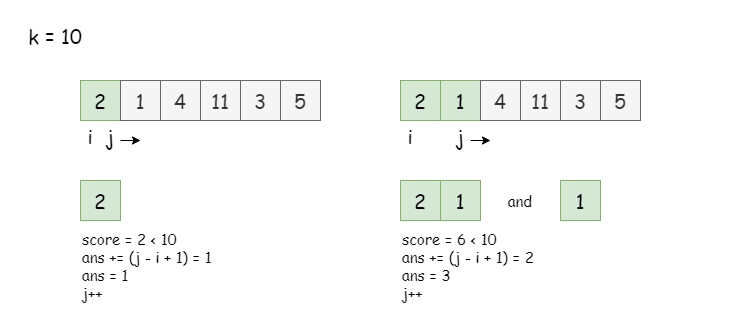 k = 10
2 1 4 11 3 5
i j
2
score = 2 < 10
ans += (j - i + 1) = 1
ans = 1
j++
2 1 4 11 3 5
i j
2 1 and 1
score = 6 < 10
ans += (j - i + 1) = 2
ans = 3
j++